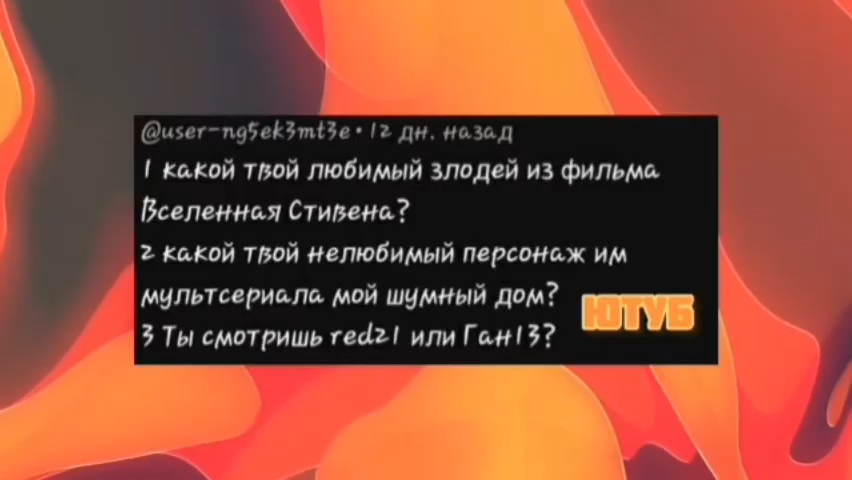 @user-ng5ek3mt3e • 12 дн. назад
1 какой твой любимый злодей из фильма
Вселенная Стивена?
2 какой твой нелюбимый персонаж им
мультсериала мой шумный дом?
3 Ты смотришь redz1 или Ган13?
ЮТУБ